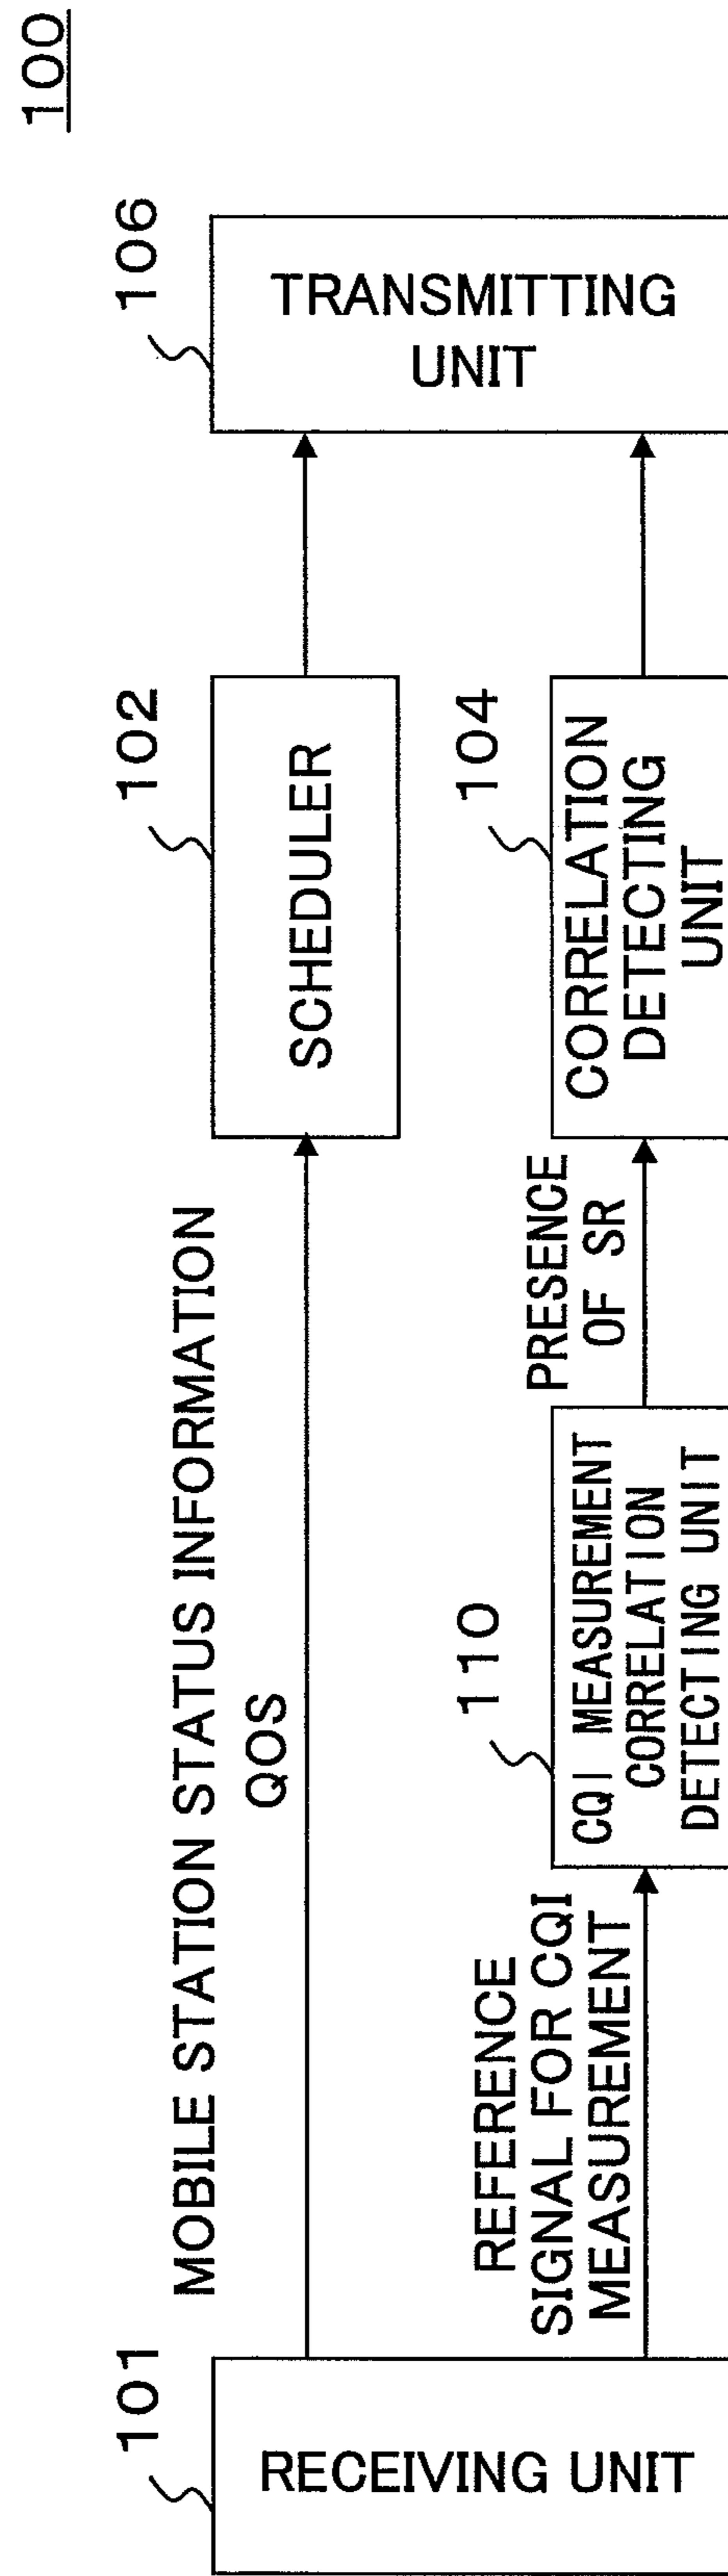 100
101
RECEIVING UNIT
MOBILE STATION STATUS INFORMATION
QOS
102
SCHEDULER
106
TRANSMITTING
UNIT
REFERENCE
SIGNAL FOR CQI
MEASUREMENT
110
CQI MEASUREMENT
CORRELATION
DETECTING UNIT
PRESENCE
OF SR
104
CORRELATION
DETECTING
UNIT